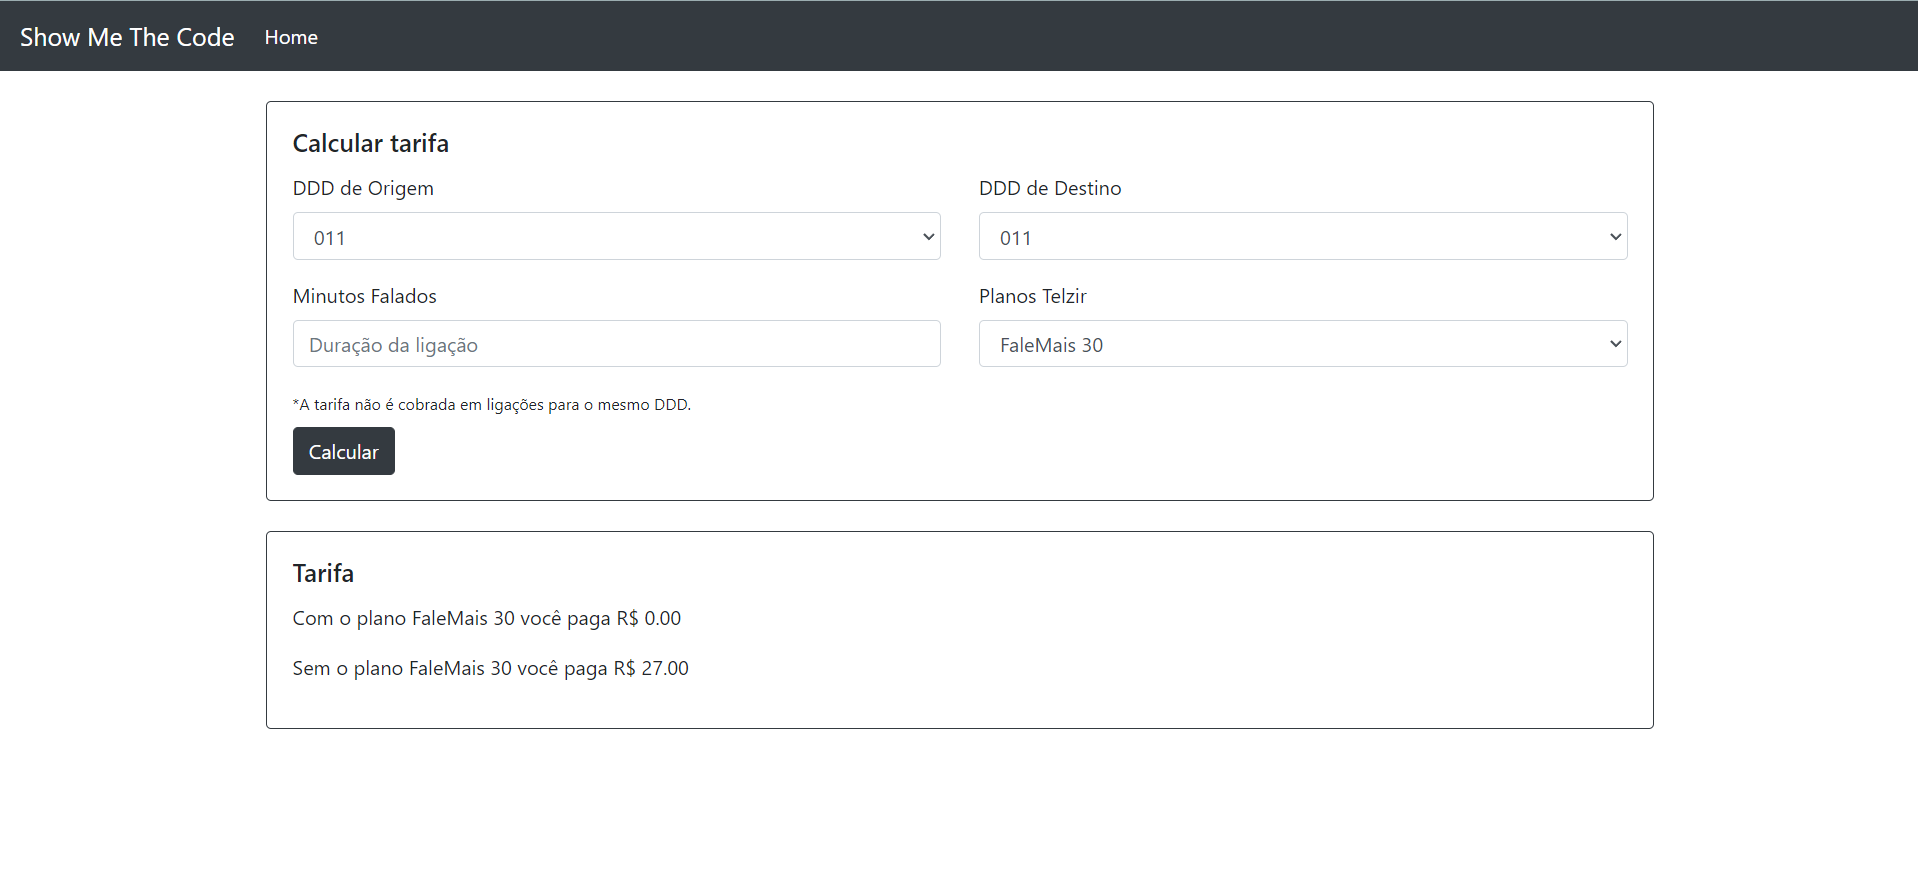 Show Me The Code Home
Calcular tarifa
DDD de Origem
DDD de Destino
011
011
Minutos Falados
Planos Telzir
Duração da ligação
FaleMais 30
*A tarifa não é cobrada em ligações para o mesmo DDD.
Calcular
Tarifa
Com o plano FaleMais 30 você paga R$ 0.00
Sem o plano FaleMais 30 você paga R$ 27.00